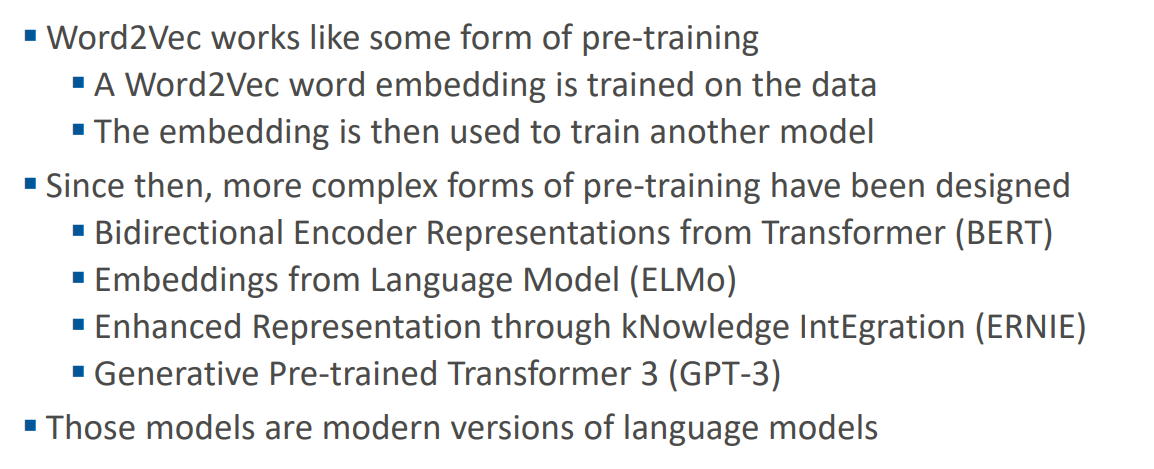 ▪ Word2Vec works like some form of pre-training
▪ A Word2Vec word embedding is trained on the data
▪ The embedding is then used to train another model
▪ Since then, more complex forms of pre-training have been designed
▪ Bidirectional Encoder Representations from Transformer (BERT)
▪ Embeddings from Language Model (ELMo)
▪ Enhanced Representation through kNowledge IntEgration (ERNIE)
▪ Generative Pre-trained Transformer 3 (GPT-3)
▪ Those models are modern versions of language models